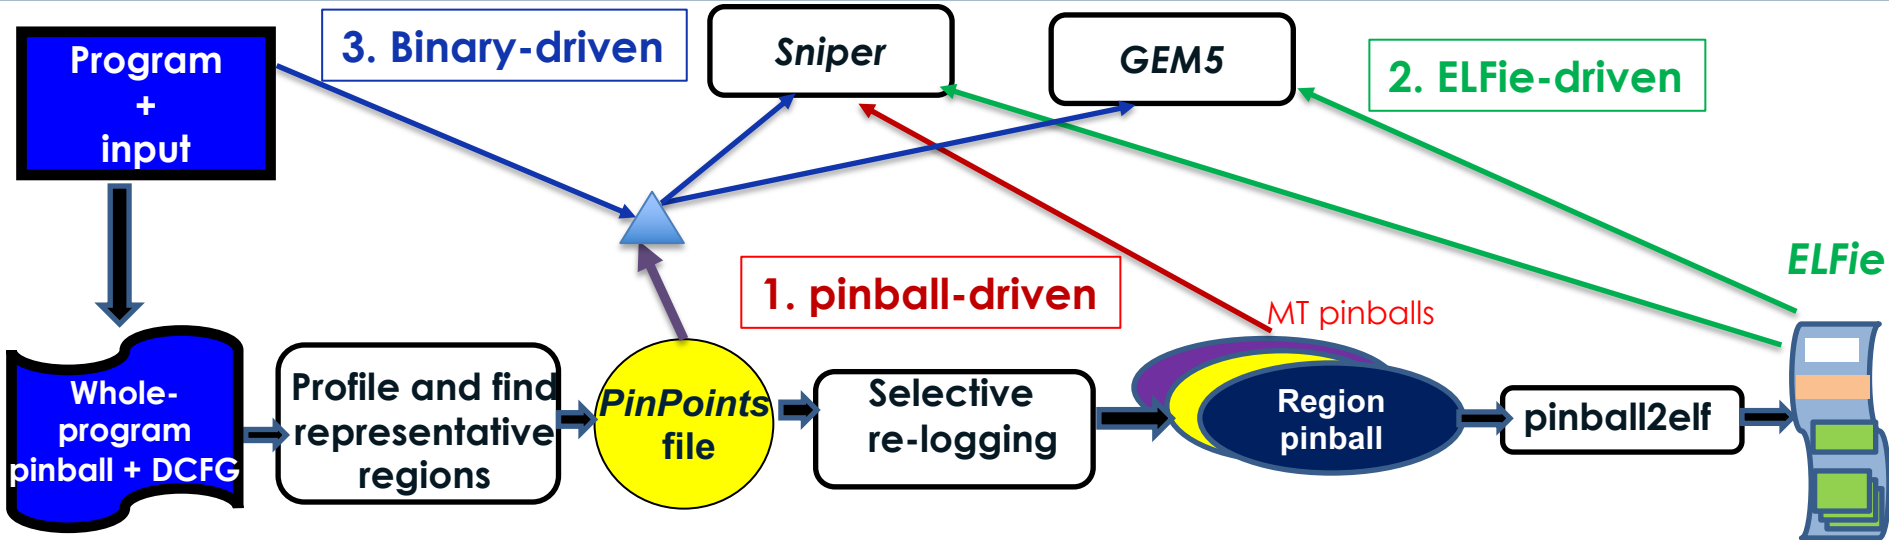 Program
+
input
3. Binary-driven
Sniper
GEM5
2. ELFie-driven
ELFie
1. pinball-driven
MT pinballs
Whole-
program
pinball + DCFG
Profile and find
representative
regions
PinPoints
file
Selective
re-logging
Region
pinball
pinball2elf